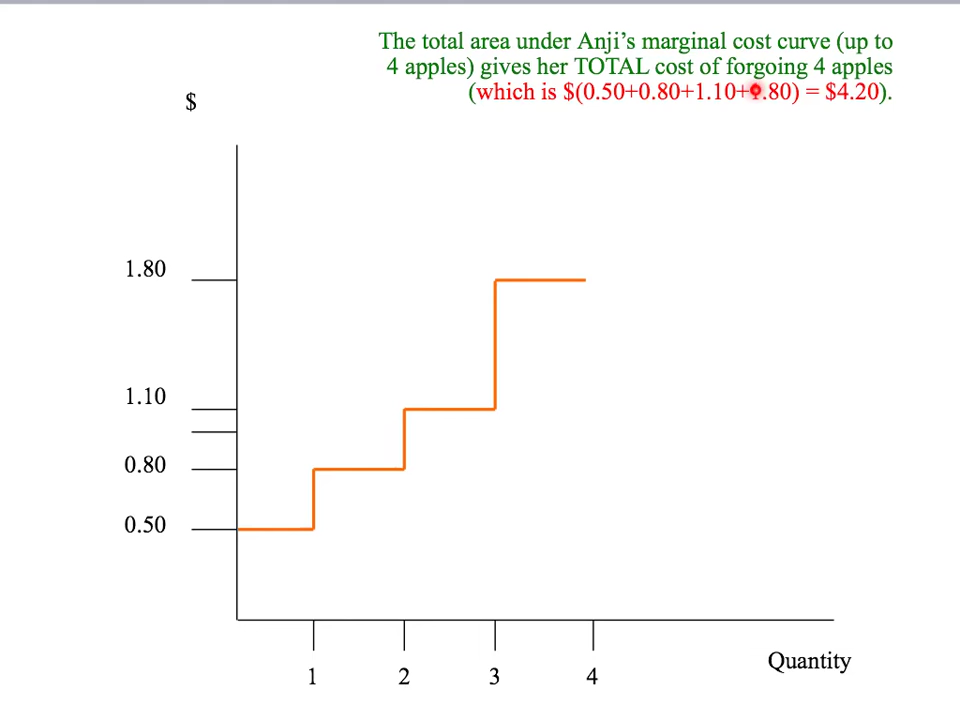 The total area under Anji's marginal cost curve (up to
4 apples) gives her TOTAL cost of forgoing 4 apples
(which is $(0.50+0.80+1.10+1.80) = $4.20).
$
1.80
1.10
0.80
0.50
1 2 3 4
Quantity